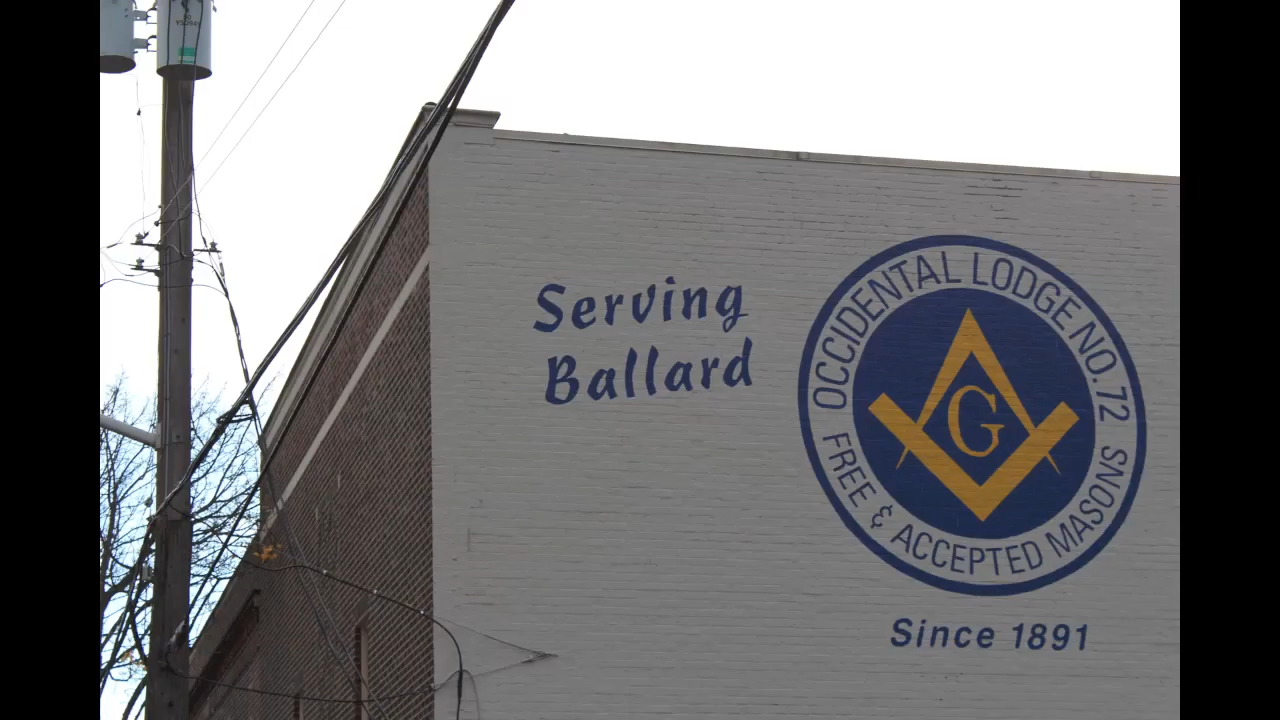 Serving
Ballard
OCCIDENTAL LODGE NO. 72
G
FREE & ACCEPTED MASONS
Since 1891